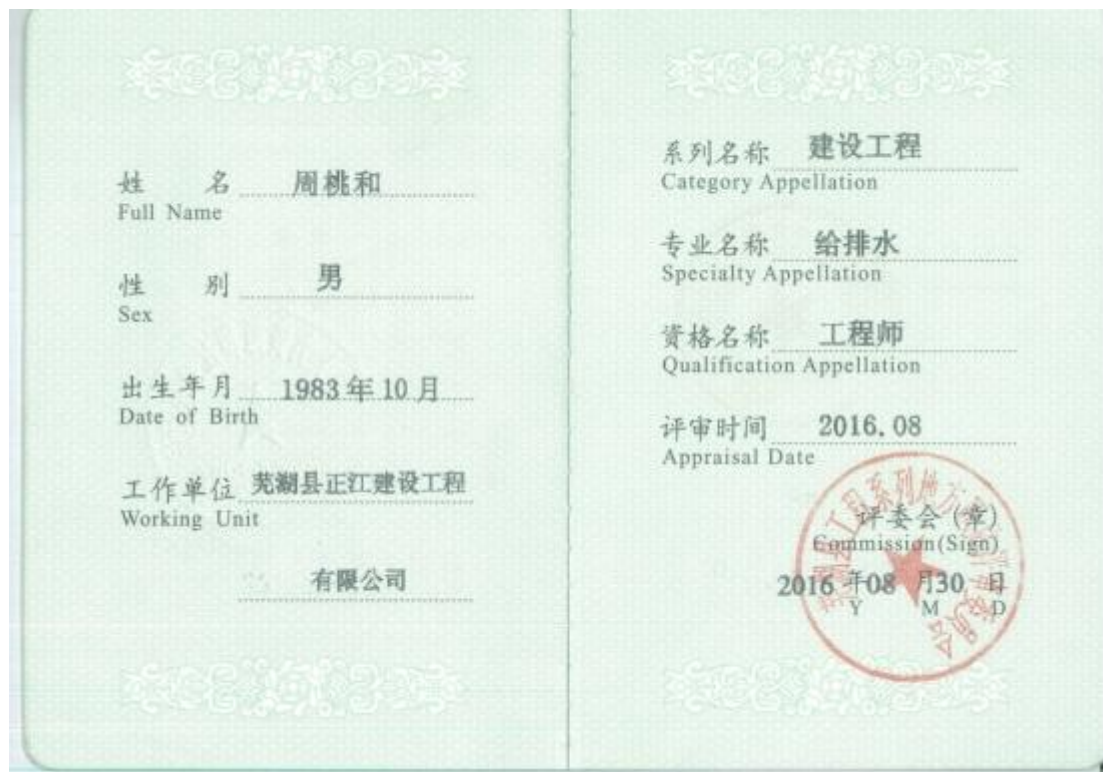 姓 名 周桃和
Full Name
性 别 男
Sex
出生年月 1983年10月
Date of Birth
工作单位 芜湖县正江建设工程
Working Unit
有限公司
系列名称 建设工程
Category Appellation
专业名称 给排水
Specialty Appellation
资格名称 工程师
Qualification Appellation
评审时间 2016.08
Appraisal Date
评委会(章)
Commission(Sign)
2016 年08 月30 日
Y M D